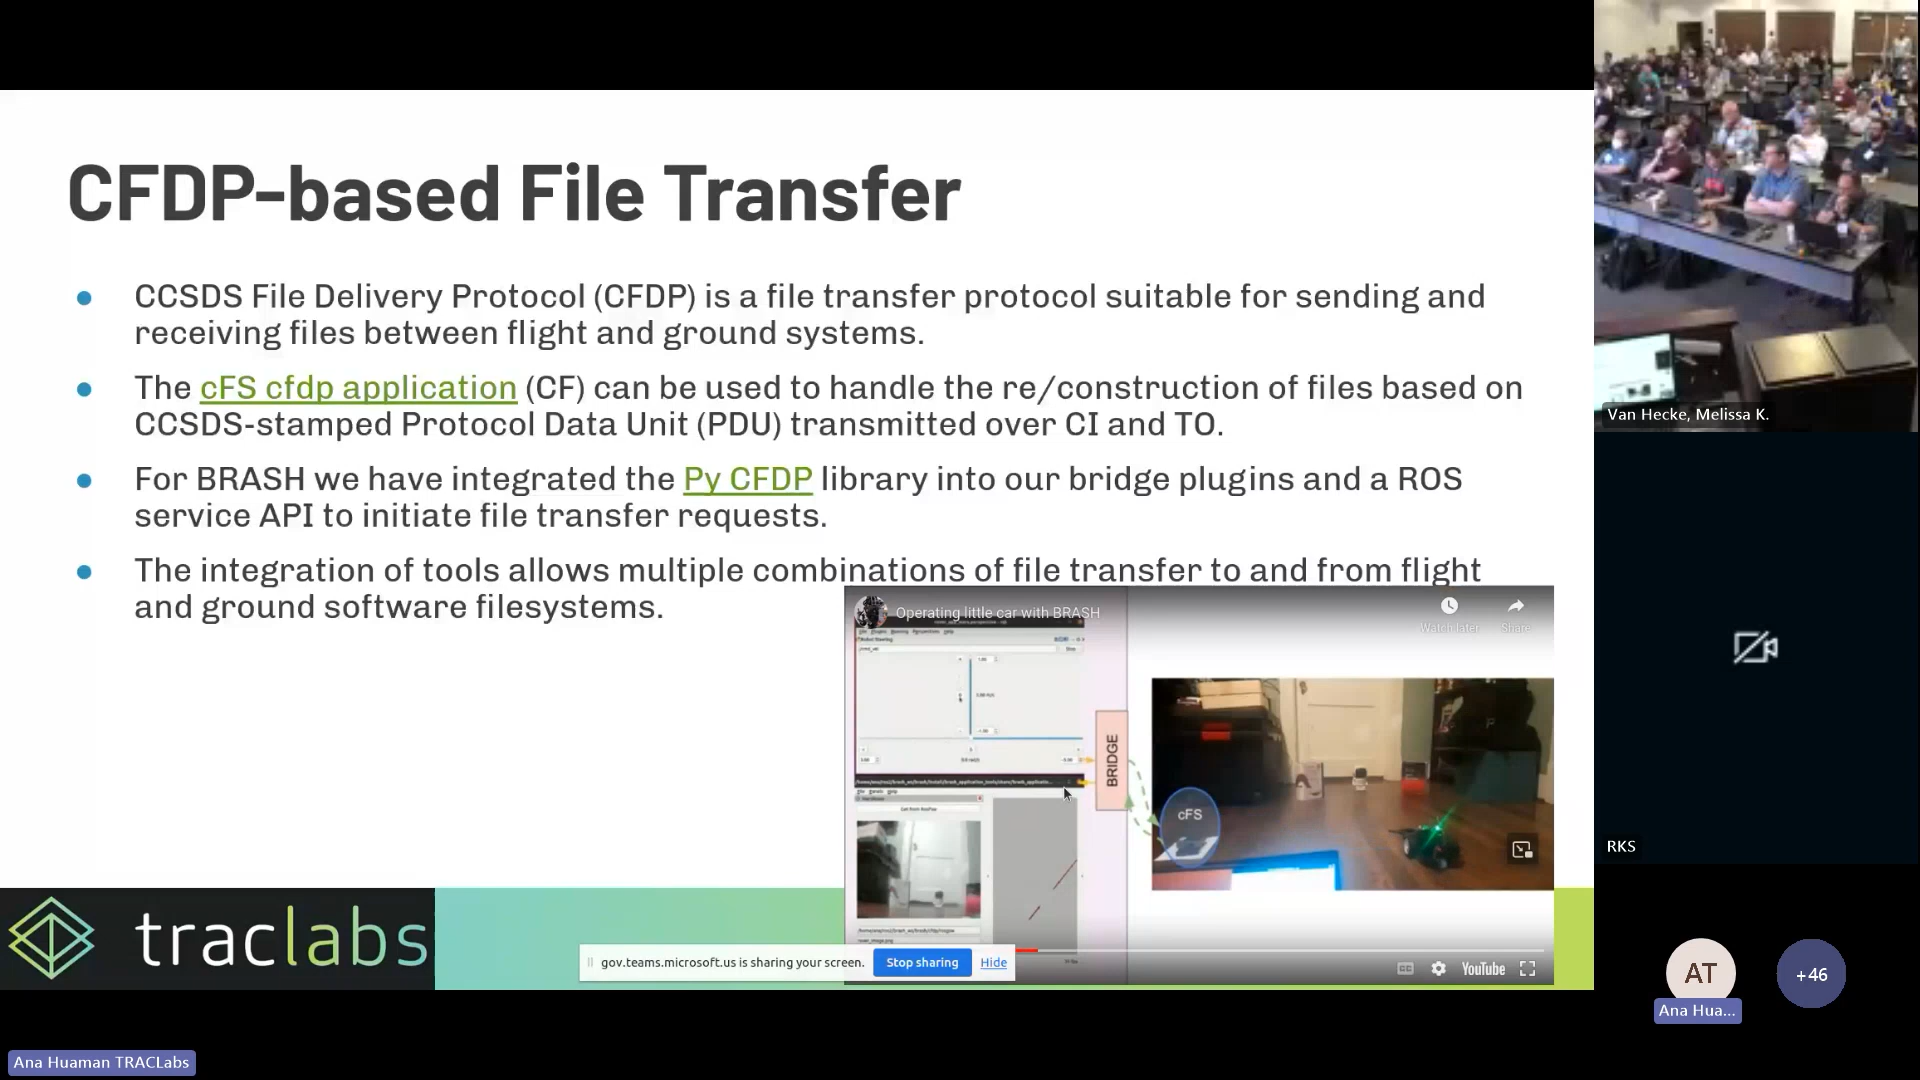 CFDP-based File Transfer
CCSDS File Delivery Protocol (CFDP) is a file transfer protocol suitable for sending and
receiving files between flight and ground systems.
The cFS cfdp application (CF) can be used to handle the re/construction of files based on
CCSDS-stamped Protocol Data Unit (PDU) transmitted over CI and TO.
For BRASH we have integrated the Py CFDP library into our bridge plugins and a ROS
service API to initiate file transfer requests.
The integration of tools allows multiple combinations of file transfer to and from flight
and ground software filesystems.
Operating little car with BRASH
Watch later
Share
BRIDGE
cFS
YouTube
traclabs
gov.teams.microsoft.us is sharing your screen.
Stop sharing
Hide
Van Hecke, Melissa K.
RKS
AT
+46
Ana Hua...
Ana Huaman TRACLabs